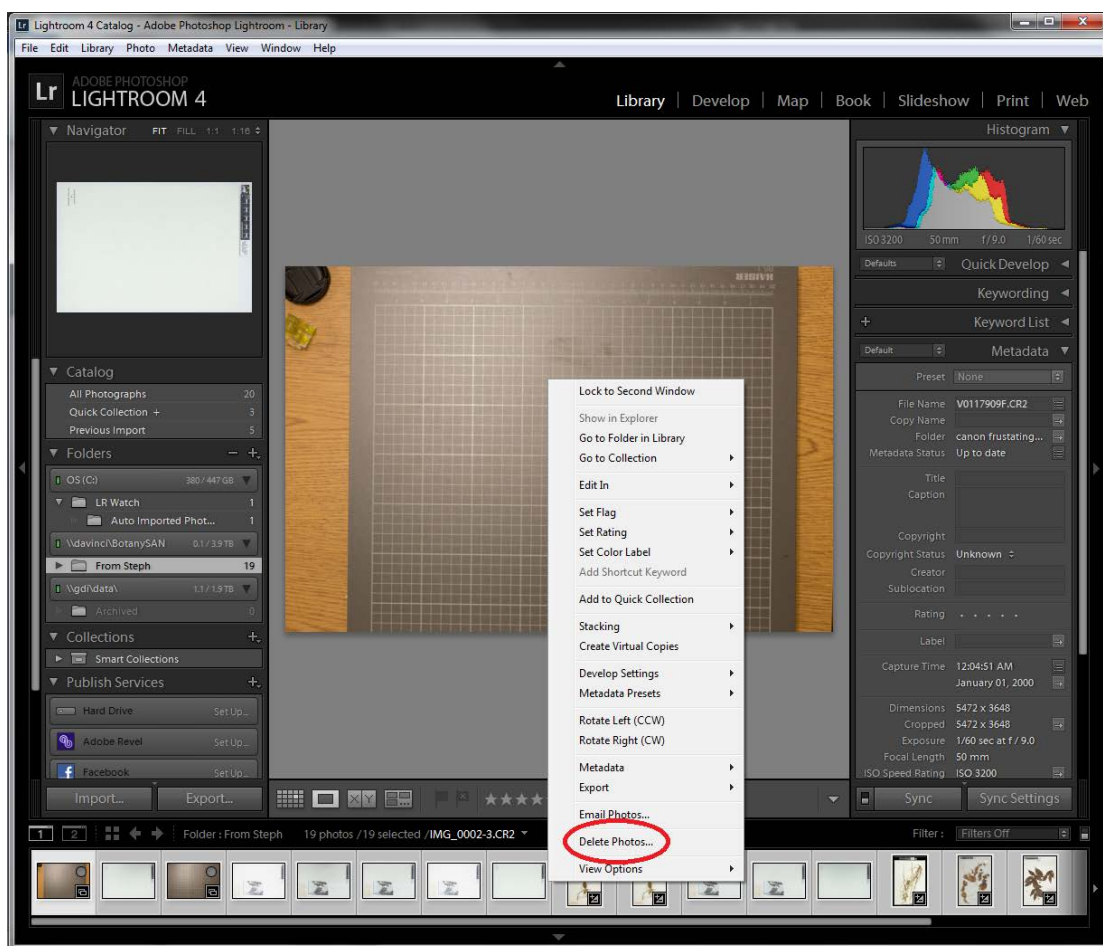 Lightroom 4 Catalog - Adobe Photoshop Lightroom - Library
File Edit Library Photo Metadata View Window Help
Lr ADOBE PHOTOSHOP
LIGHTROOM 4
Library | Develop | Map | Book | Slideshow | Print | Web
Navigator FIT FILL 1:1 1:16
Catalog
All Photographs 20
Quick Collection + 3
Previous Import 5
Folders
OS (C:) 380 / 447 GB
LR Watch 1
Auto Imported Phot... 1
\\davinci\BotanySAN 0.1 / 3.9 TB
From Steph 19
\\gdi\data\ 1.1 / 1.9 TB
Archived 0
Collections
Smart Collections
Publish Services
Hard Drive Set Up...
Adobe Revel Set Up...
Facebook Set Up...
Import... Export...
KAISER
Lock to Second Window
Show in Explorer
Go to Folder in Library
Go to Collection
Edit In
Set Flag
Set Rating
Set Color Label
Add Shortcut Keyword
Add to Quick Collection
Stacking
Create Virtual Copies
Develop Settings
Metadata Presets
Rotate Left (CCW)
Rotate Right (CW)
Metadata
Export
Email Photos...
Delete Photos...
View Options
Histogram
ISO 3200 50 mm f / 9.0 1/60 sec
Defaults Quick Develop
Keywording
+ Keyword List
Default Metadata
Preset None
File Name V0117909F.CR2
Copy Name
Folder canon frustating...
Metadata Status Up to date
Title
Caption
Copyright
Copyright Status Unknown
Creator
Sublocation
Rating . . . . .
Label
Capture Time 12:04:51 AM
January 01, 2000
Dimensions 5472 x 3648
Cropped 5472 x 3648
Exposure 1/60 sec at f / 9.0
Focal Length 50 mm
ISO Speed Rating ISO 3200
Sync Sync Settings
1 2 Folder : From Steph 19 photos / 19 selected / IMG_0002-3.CR2
Filter : Filters Off